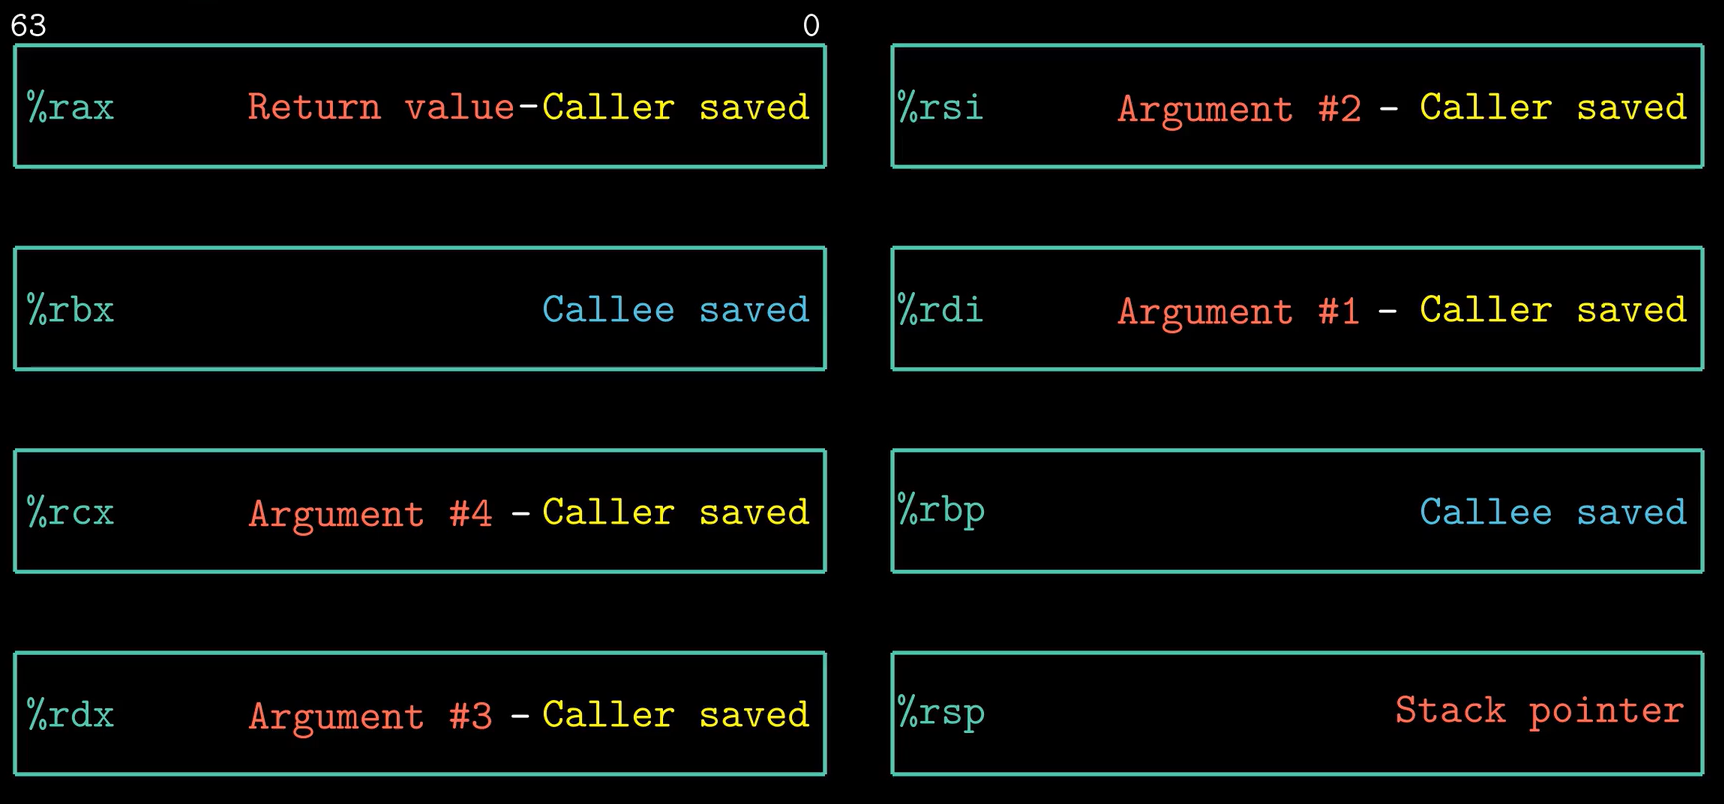 63 0
%rax Return value-Caller saved
%rbx Callee saved
%rcx Argument #4 - Caller saved
%rdx Argument #3 - Caller saved
%rsi Argument #2 - Caller saved
%rdi Argument #1 - Caller saved
%rbp Callee saved
%rsp Stack pointer